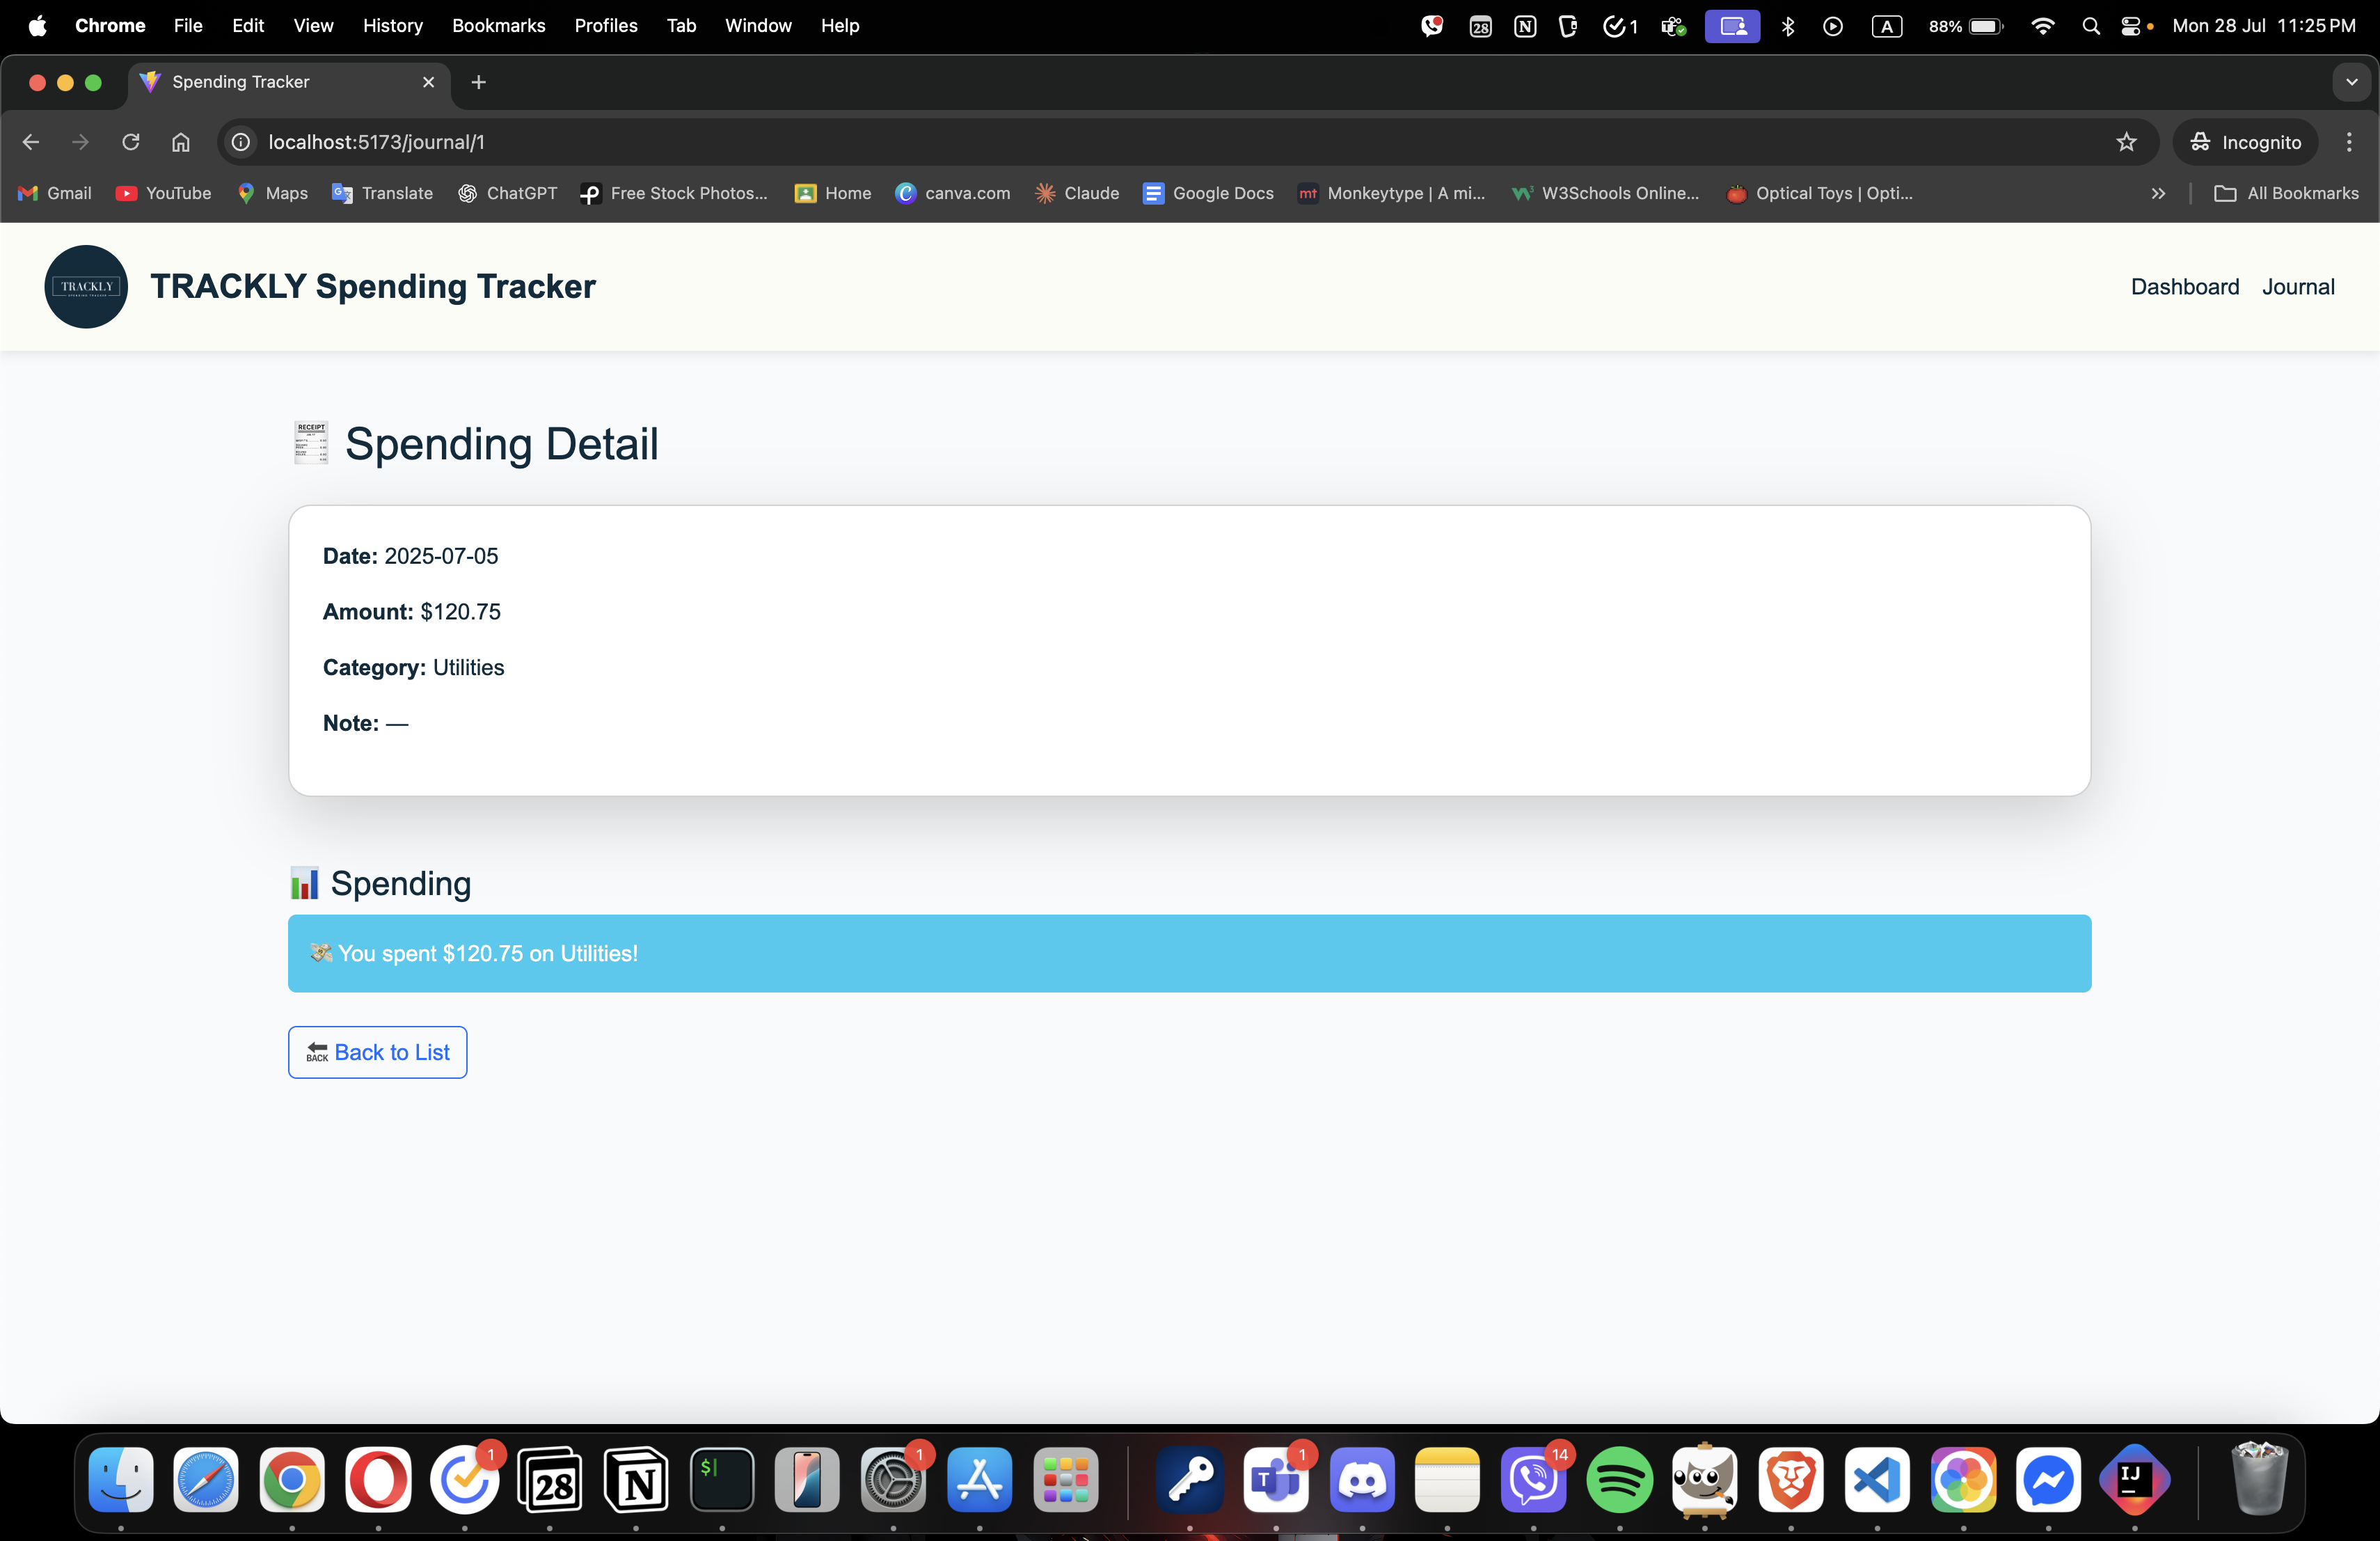 Chrome File Edit View History Bookmarks Profiles Tab Window Help
28 1 A 88% Mon 28 Jul 11:25 PM
Spending Tracker
localhost:5173/journal/1
Incognito
Gmail YouTube Maps Translate ChatGPT Free Stock Photos... Home canva.com Claude Google Docs mt Monkeytype | A mi... W3Schools Online... Optical Toys | Opti... All Bookmarks
TRACKLY
TRACKLY Spending Tracker
Dashboard Journal
RECEIPT
Spending Detail
Date: 2025-07-05
Amount: $120.75
Category: Utilities
Note: —
Spending
You spent $120.75 on Utilities!
BACK Back to List
1 28 N $ 1 T 1 14 IJ